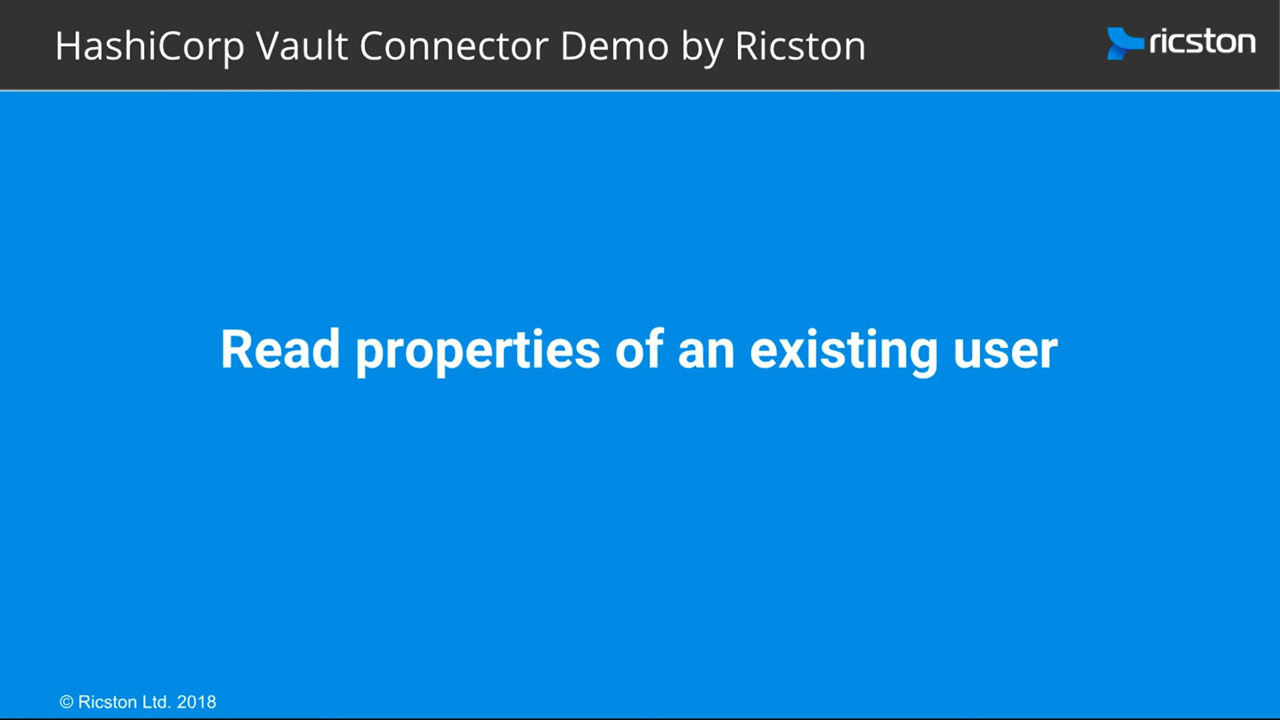 HashiCorp Vault Connector Demo by Ricston
ricston
Read properties of an existing user
© Ricston Ltd. 2018